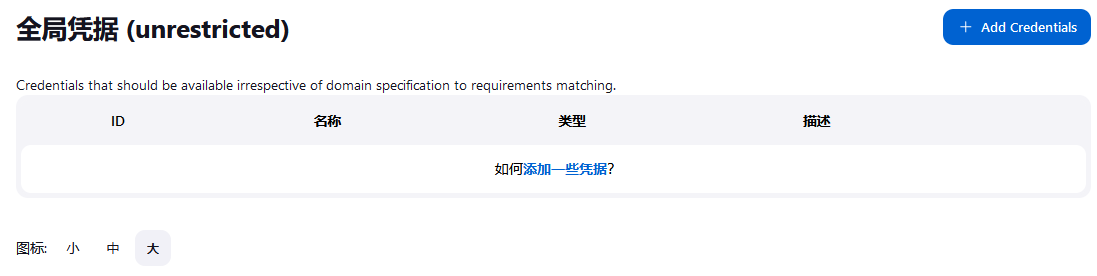 全局凭据 (unrestricted)
Add Credentials
Credentials that should be available irrespective of domain specification to requirements matching.
ID 名称 类型 描述
如何添加一些凭据?
图标: 小 中 大